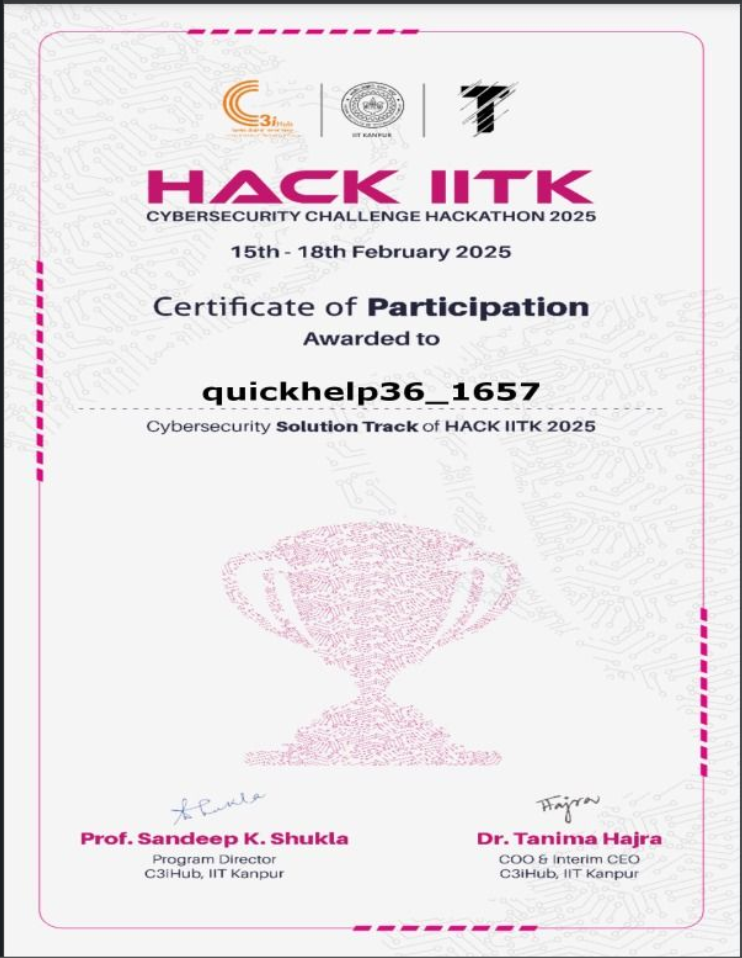 C3iHub
IIT KANPUR
T
HACK IITK
CYBERSECURITY CHALLENGE HACKATHON 2025
15th - 18th February 2025
Certificate of Participation
Awarded to
quickhelp36_1657
Cybersecurity Solution Track of HACK IITK 2025
Shukla
Hajra
Prof. Sandeep K. Shukla
Dr. Tanima Hajra
Program Director
COO & Interim CEO
C3iHub, IIT Kanpur
C3iHub, IIT Kanpur